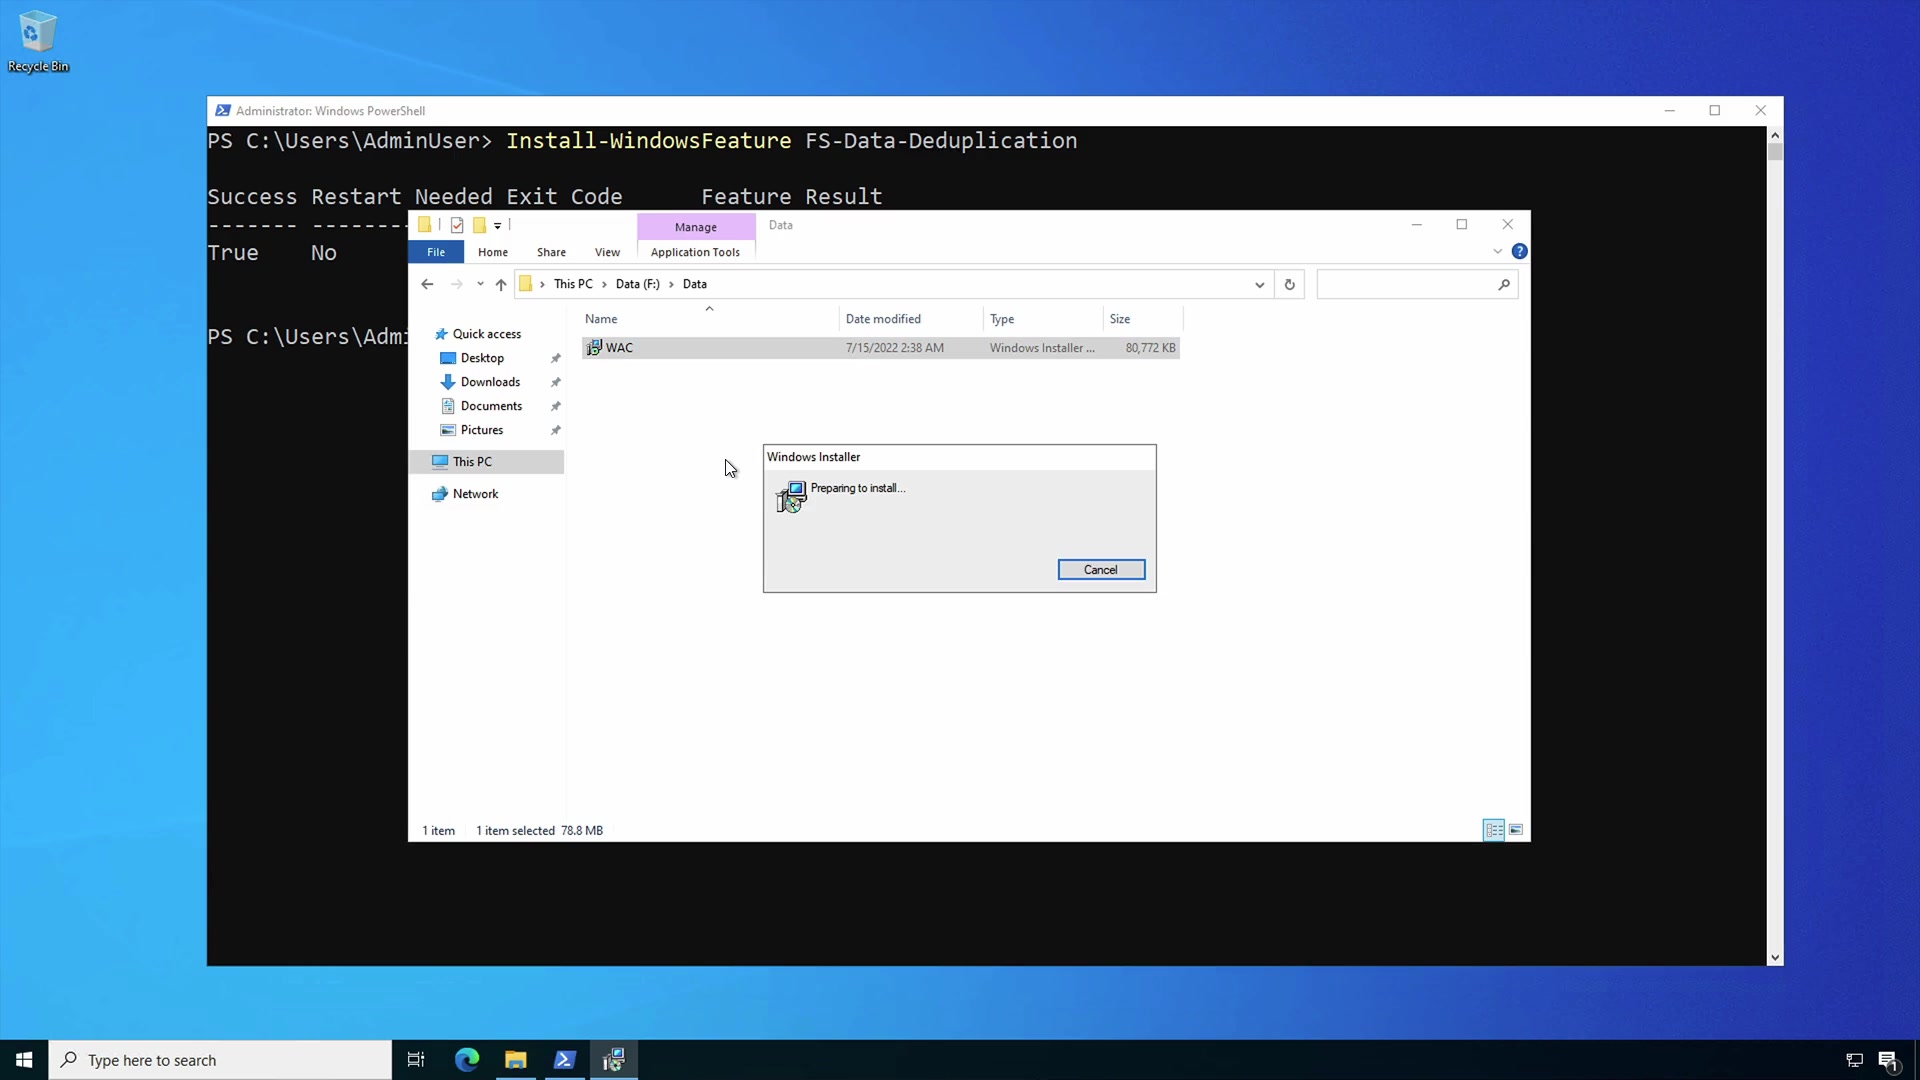 Recycle Bin
Administrator: Windows PowerShell
PS C:\Users\AdminUser> Install-WindowsFeature FS-Data-Deduplication
Success Restart Needed Exit Code      Feature Result
------- --------
True    No
PS C:\Users\Admi
Manage
Data
File
Home
Share
View
Application Tools
This PC > Data (F:) > Data
Name
Date modified
Type
Size
Quick access
Desktop
Downloads
Documents
Pictures
This PC
Network
WAC
7/15/2022 2:38 AM
Windows Installer ...
80,772 KB
Windows Installer
Preparing to install...
Cancel
1 item
1 item selected 78.8 MB
Type here to search
1